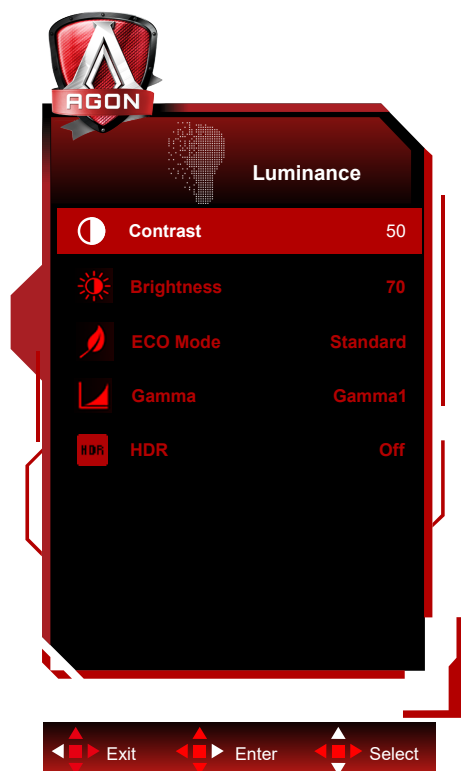 AGON
Luminance
Contrast 50
Brightness 70
ECO Mode Standard
Gamma Gamma1
HDR HDR Off
Exit Enter Select